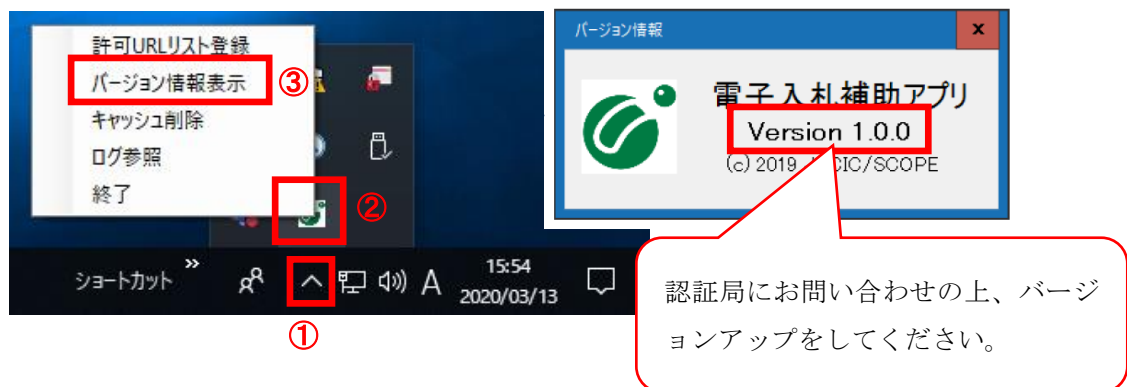 許可URLリスト登録
バージョン情報表示
③
キャッシュ削除
ログ参照
終了
②
ショートカット
»
A
15:54
2020/03/13
①
バージョン情報
x
電子入札補助アプリ
Version 1.0.0
(c) 2019 CIC/SCOPE
認証局にお問い合わせの上、バージ
ョンアップをしてください。